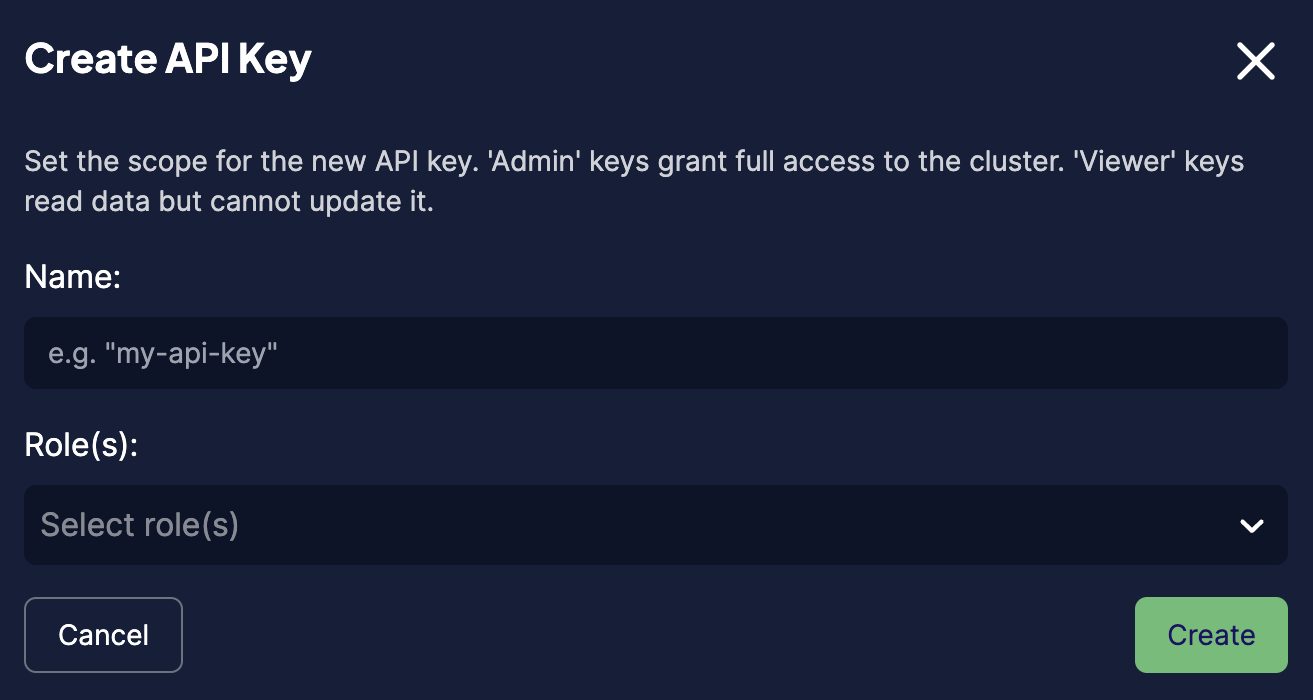 Create API Key
Set the scope for the new API key. 'Admin' keys grant full access to the cluster. 'Viewer' keys
read data but cannot update it.
Name:
e.g. "my-api-key"
Role(s):
Select role(s)
Cancel
Create